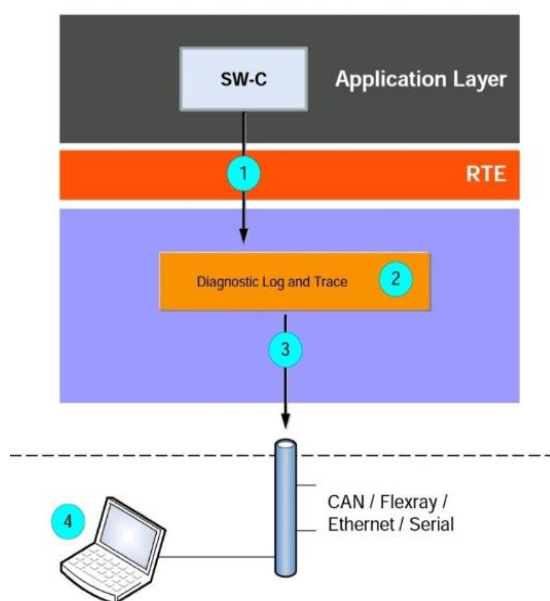 SW-C
Application Layer
1
RTE
Diagnostic Log and Trace
2
3
4
CAN / Flexray /
Ethernet / Serial